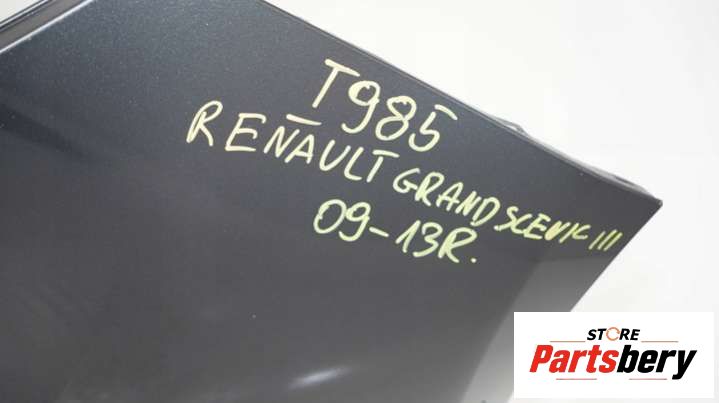 T985
RENAULT GRAND SCENIC III
09-13R.
STORE
Partsbery